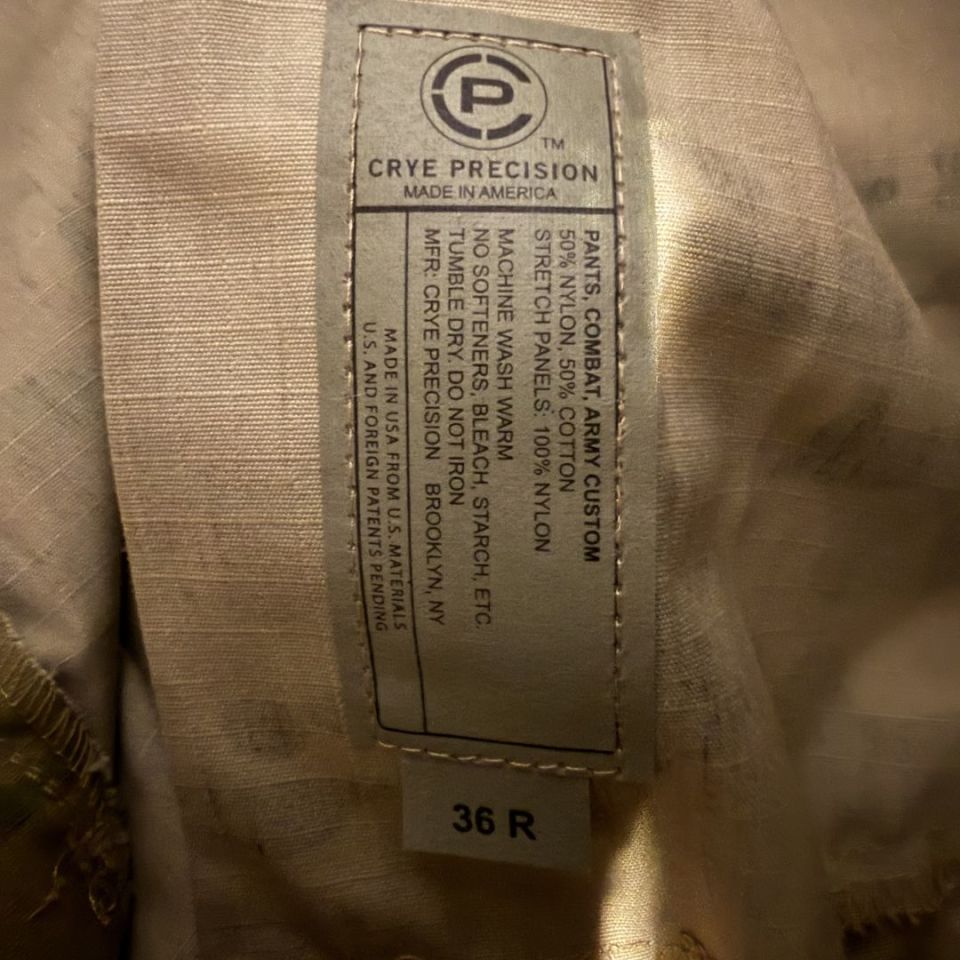 CP
TM
CRYE PRECISION
MADE IN AMERICA
PANTS, COMBAT, ARMY CUSTOM
50% NYLON, 50% COTTON
STRETCH PANELS: 100% NYLON
MACHINE WASH WARM
NO SOFTENERS, BLEACH, STARCH, ETC.
TUMBLE DRY. DO NOT IRON
MFR: CRYE PRECISION BROOKLYN, NY
MADE IN USA FROM U.S. MATERIALS
U.S. AND FOREIGN PATENTS PENDING
36 R